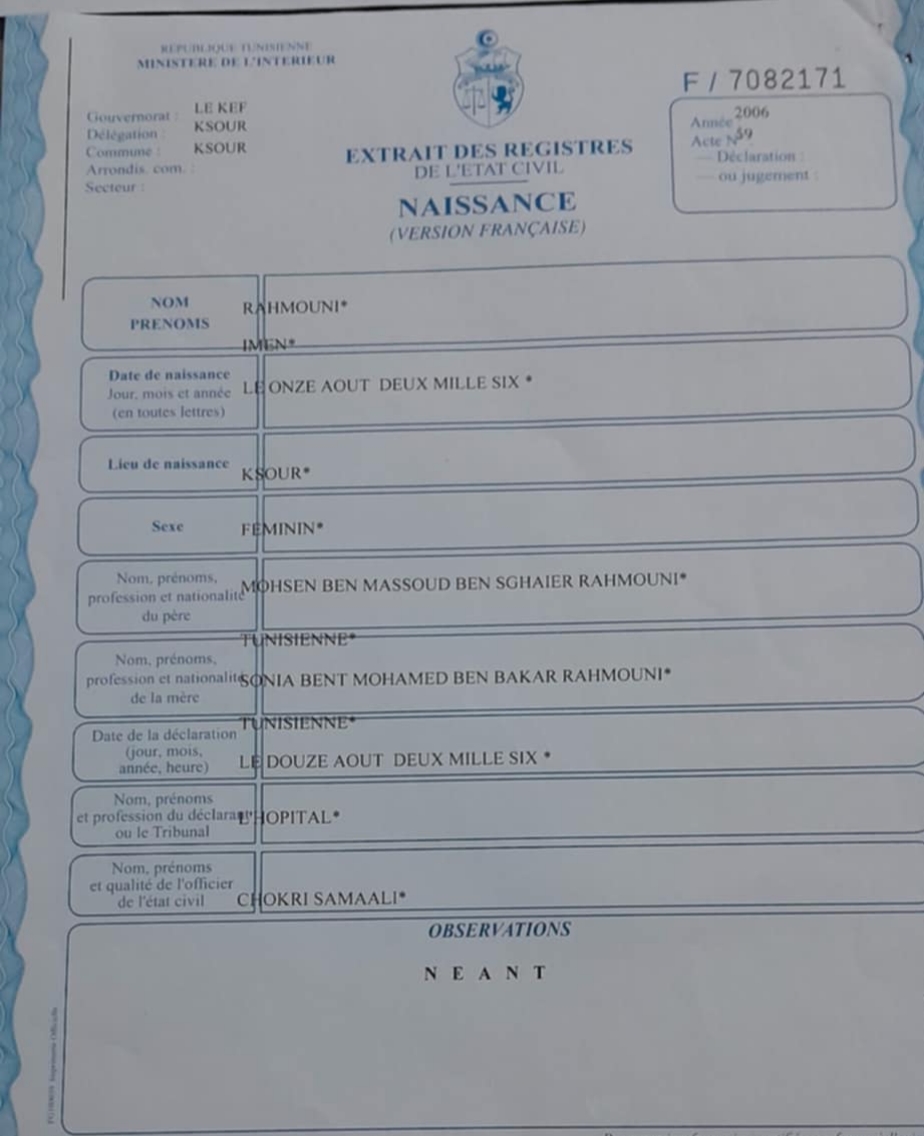 REPUBLIQUE TUNISIENNE
MINISTERE DE L'INTERIEUR
F / 7082171
Gouvernorat : LE KEF
Délégation : KSOUR
Commune : KSOUR
Arrondis. com. :
Secteur :
Année 2006
Acte N° 59
— Déclaration :
— ou jugement :
EXTRAIT DES REGISTRES
DE L'ETAT CIVIL
NAISSANCE
(VERSION FRANÇAISE)
NOM
PRENOMS
RAHMOUNI*
IMEN*
Date de naissance
Jour, mois et année
(en toutes lettres)
LE ONZE AOUT DEUX MILLE SIX *
Lieu de naissance
KSOUR*
Sexe
FEMININ*
Nom, prénoms,
profession et nationalité
du père
MOHSEN BEN MASSOUD BEN SGHAIER RAHMOUNI*
TUNISIENNE*
Nom, prénoms,
profession et nationalité
de la mère
SONIA BENT MOHAMED BEN BAKAR RAHMOUNI*
TUNISIENNE*
Date de la déclaration
(jour, mois,
année, heure)
LE DOUZE AOUT DEUX MILLE SIX *
Nom, prénoms
et profession du déclarant
ou le Tribunal
L'HOPITAL*
Nom, prénoms
et qualité de l'officier
de l'état civil
CHOKRI SAMAALI*
OBSERVATIONS
N E A N T
Imprimerie Officielle